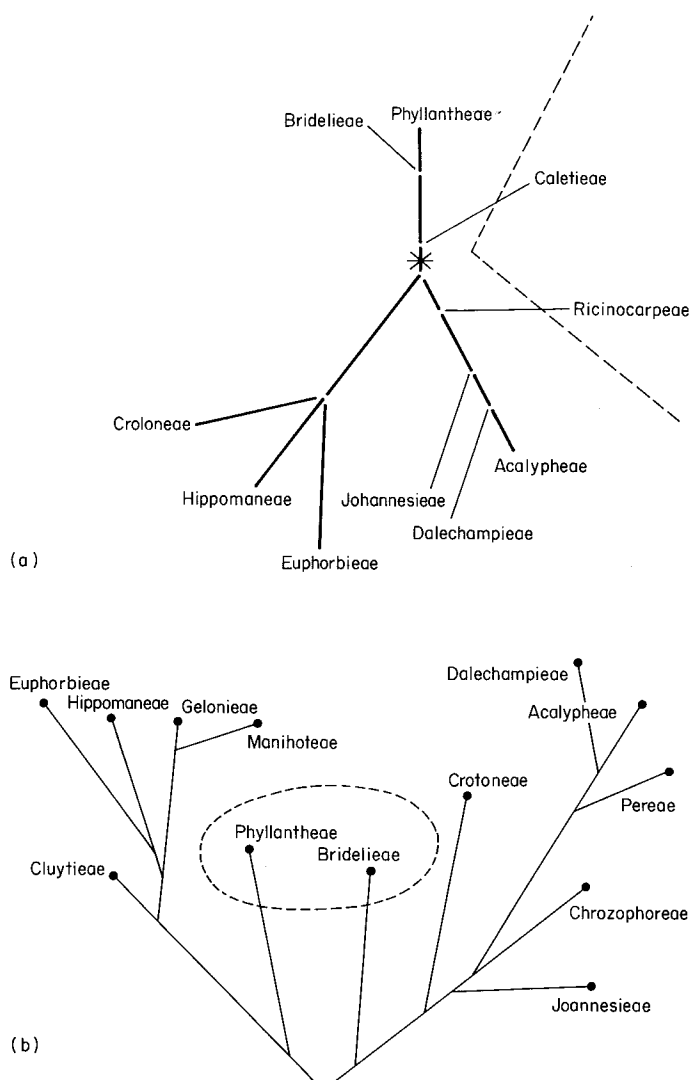 Bridelieae
Phyllantheae
Caletieae
Ricinocarpeae
Croloneae
Hippomaneae
Euphorbieae
Johannesieae
Dalechampieae
Acalypheae
(a)
Euphorbieae
Hippomaneae
Gelonieae
Manihoteae
Cluytieae
Phyllantheae
Bridelieae
Crotoneae
Dalechampieae
Acalypheae
Pereae
Chrozophoreae
Joannesieae
(b)